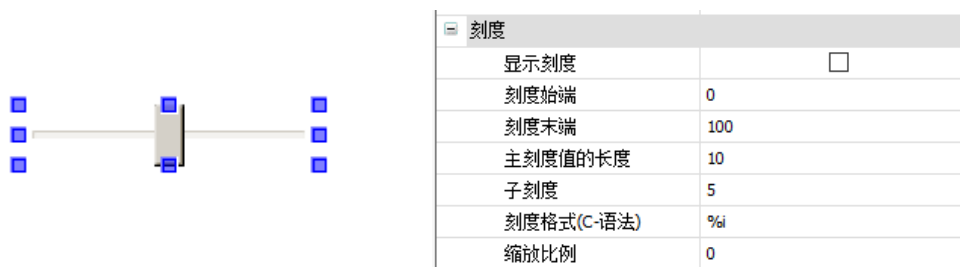 刻度
显示刻度
刻度始端 0
刻度末端 100
主刻度值的长度 10
子刻度 5
刻度格式(C-语法) %i
缩放比例 0